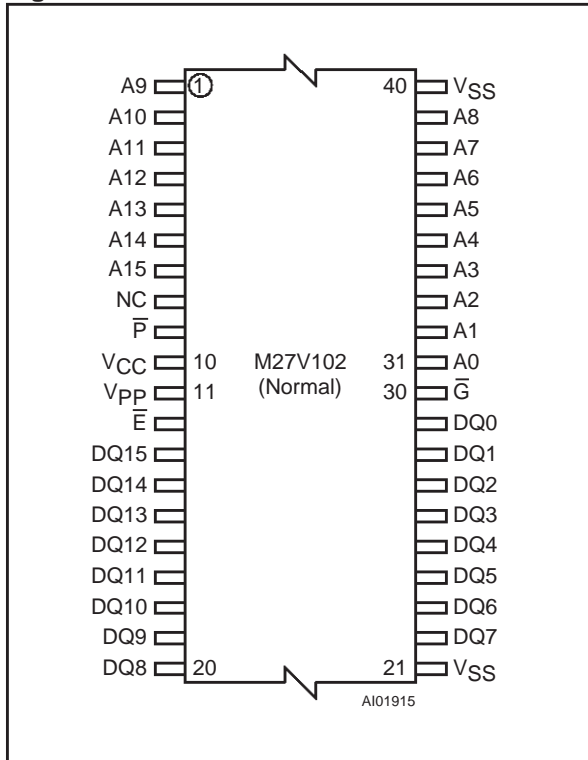 A9 1 40 VSS
A10 A8
A11 A7
A12 A6
A13 A5
A14 A4
A15 A3
NC A2
P̅ A1
VCC 10 M27V102 31 A0
VPP 11 (Normal) 30 G̅
E̅ DQ0
DQ15 DQ1
DQ14 DQ2
DQ13 DQ3
DQ12 DQ4
DQ11 DQ5
DQ10 DQ6
DQ9 DQ7
DQ8 20 21 VSS
AI01915